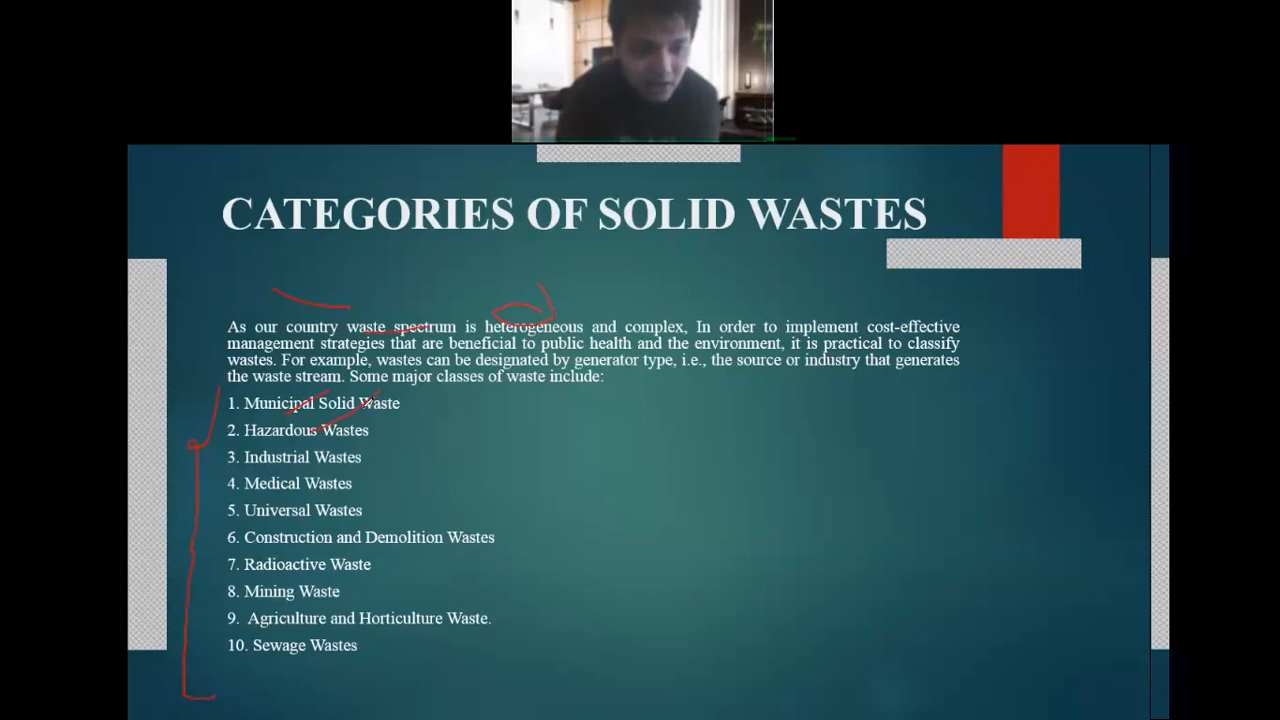 CATEGORIES OF SOLID WASTES
As our country waste spectrum is heterogeneous and complex, In order to implement cost-effective
management strategies that are beneficial to public health and the environment, it is practical to classify
wastes. For example, wastes can be designated by generator type, i.e., the source or industry that generates
the waste stream. Some major classes of waste include:
1. Municipal Solid Waste
2. Hazardous Wastes
3. Industrial Wastes
4. Medical Wastes
5. Universal Wastes
6. Construction and Demolition Wastes
7. Radioactive Waste
8. Mining Waste
9. Agriculture and Horticulture Waste.
10. Sewage Wastes